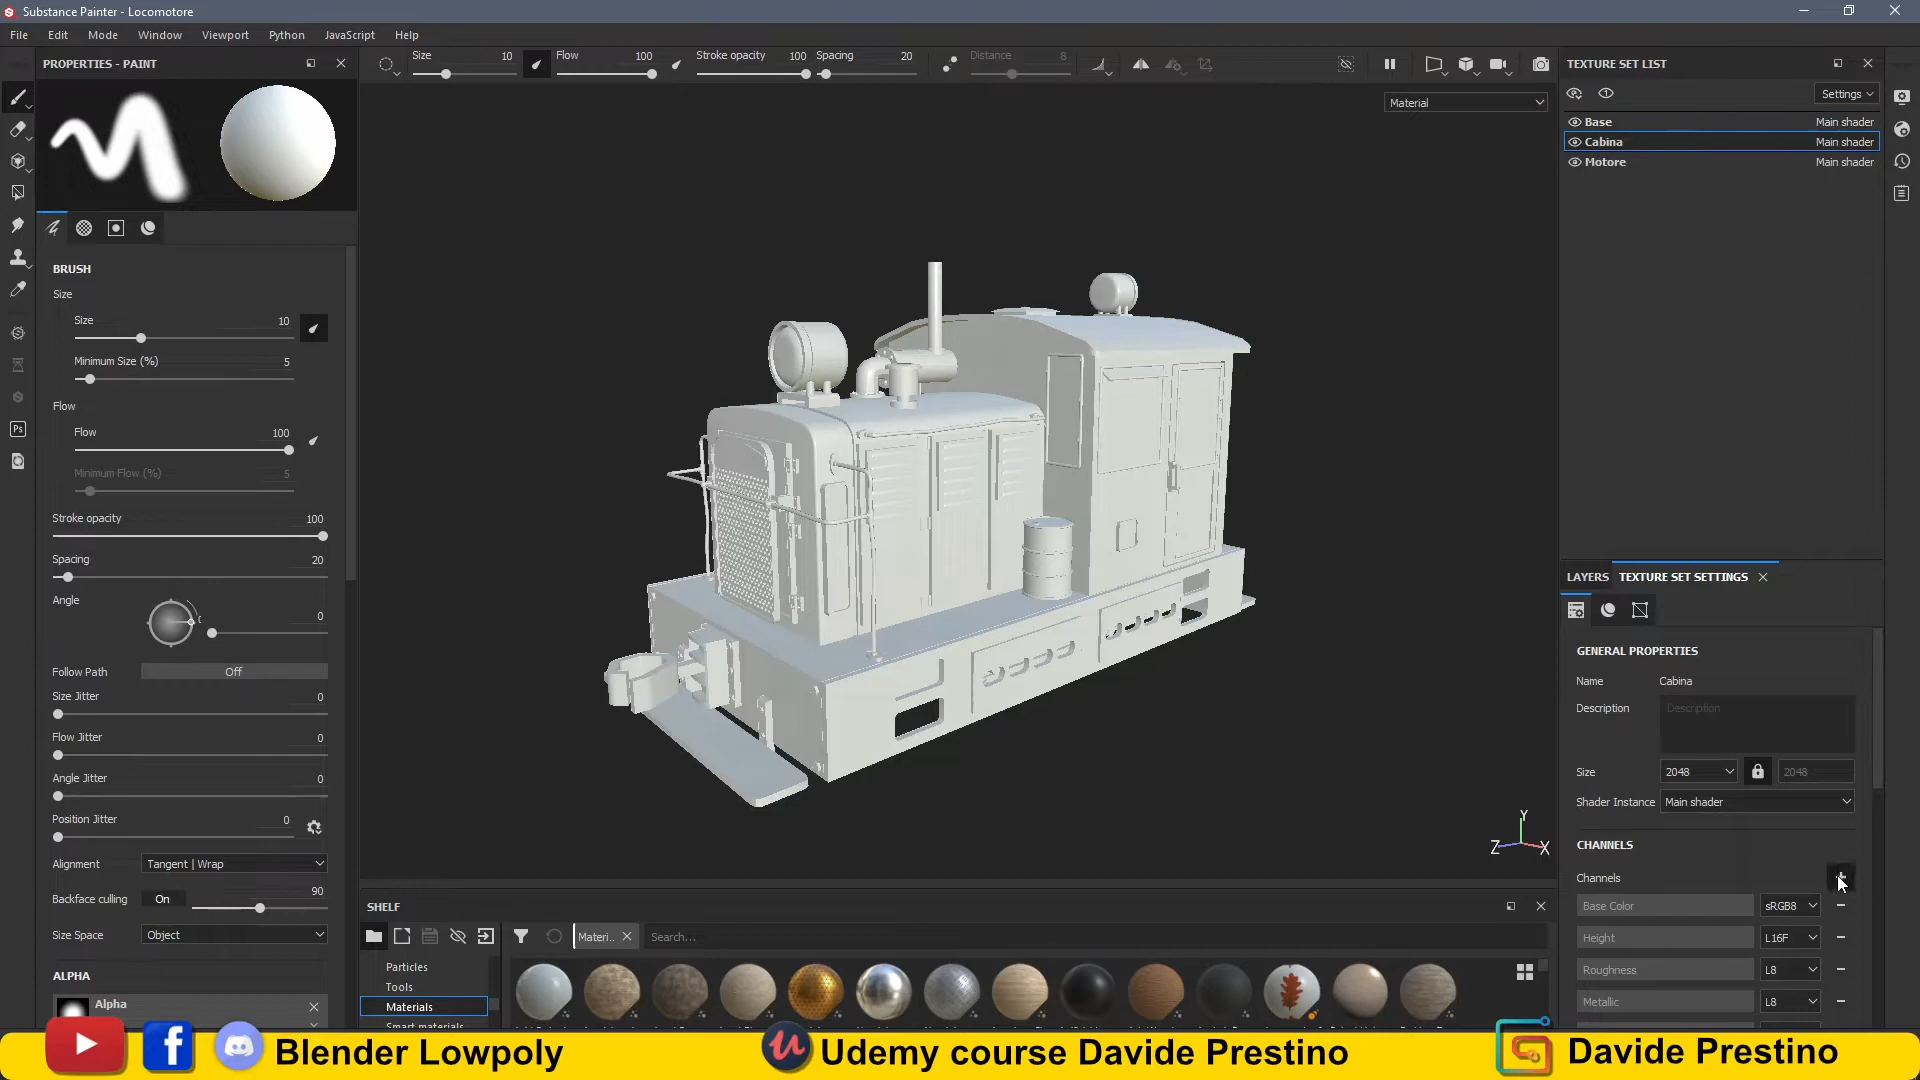 Substance Painter - Locomotore
File Edit Mode Window Viewport Python JavaScript Help
PROPERTIES - PAINT
Size 10 Flow 100 Stroke opacity 100 Spacing 20 Distance 8
Material
TEXTURE SET LIST
Settings
Base Main shader
Cabina Main shader
Motore Main shader
BRUSH
Size
Size 10
Minimum Size (%) 5
Flow
Flow 100
Minimum Flow (%) 5
Stroke opacity 100
Spacing 20
Angle 0
Follow Path Off
Size Jitter 0
Flow Jitter 0
Angle Jitter 0
Position Jitter 0
Alignment Tangent | Wrap
Backface culling On 90
Size Space Object
ALPHA
Alpha
Ps
Y
Z X
LAYERS TEXTURE SET SETTINGS
GENERAL PROPERTIES
Name Cabina
Description Description
Size 2048 2048
Shader Instance Main shader
CHANNELS
Channels
Base Color sRGB8
Height L16F
Roughness L8
Metallic L8
SHELF
Materi.. Search...
Particles
Tools
Materials
Smart materials
Blender Lowpoly
Udemy course Davide Prestino
Davide Prestino